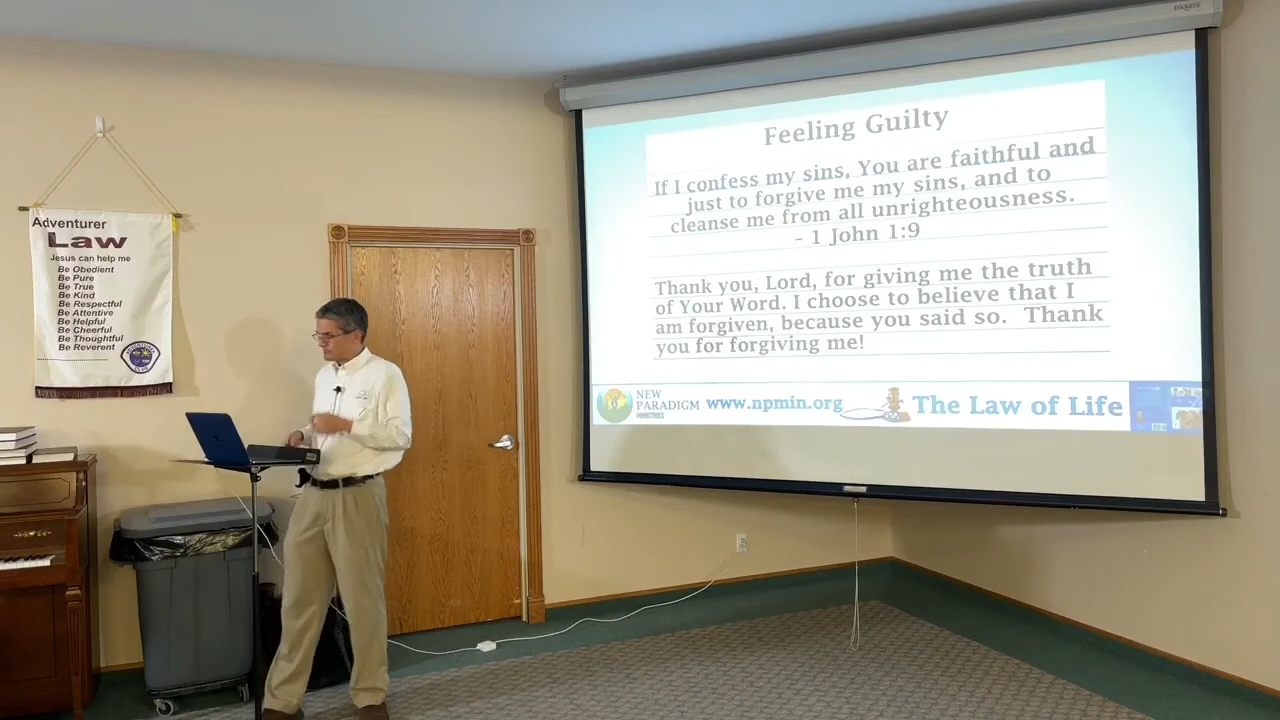 Adventurer
Law
Jesus can help me
Be Obedient
Be Pure
Be True
Be Kind
Be Respectful
Be Attentive
Be Helpful
Be Cheerful
Be Thoughtful
Be Reverent
Feeling Guilty
If I confess my sins, You are faithful and
just to forgive me my sins, and to
cleanse me from all unrighteousness.
- 1 John 1:9
Thank you, Lord, for giving me the truth
of Your Word. I choose to believe that I
am forgiven, because you said so. Thank
you for forgiving me!
NEW
PARADIGM
MINISTRIES
www.npmin.org
The Law of Life